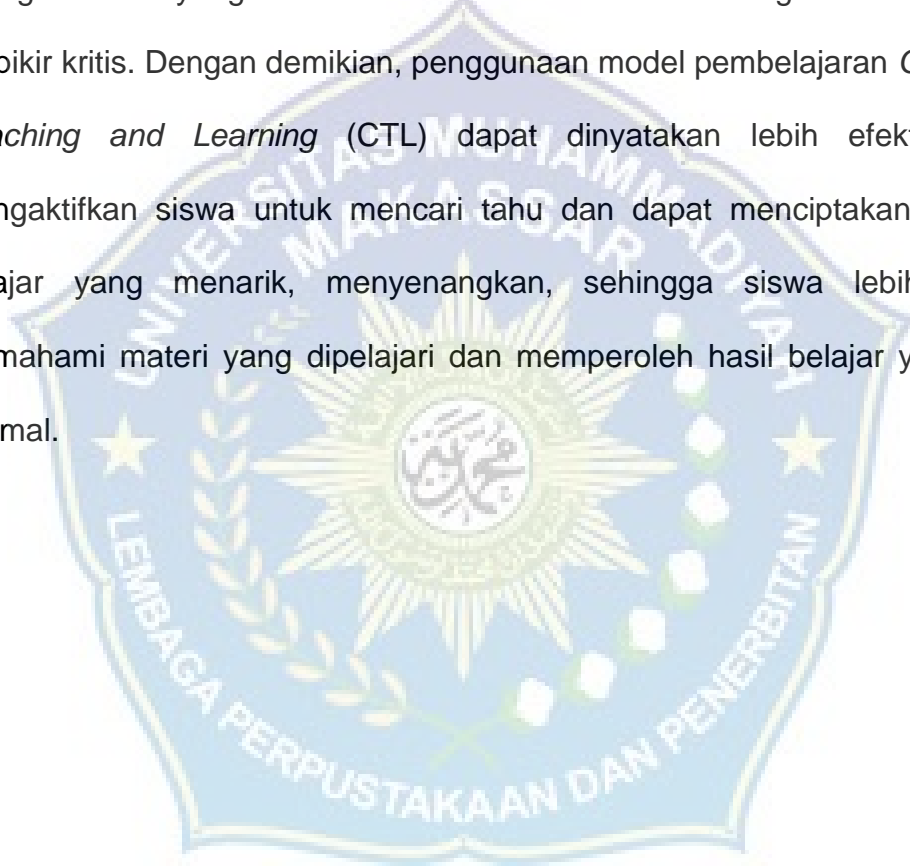 pikir kritis. Dengan demikian, penggunaan model pembelajaran
aching and Learning (CTL) dapat dinyatakan lebih efek
ngaktifkan siswa untuk mencari tahu dan dapat menciptakan
ajar yang menarik, menyenangkan, sehingga siswa lebih
mahami materi yang dipelajari dan memperoleh hasil belajar y
mal.
UNIVERSITAS MUHAMMADIYAH
MAKASSAR
LEMBAGA PERPUSTAKAAN DAN PENERBITAN